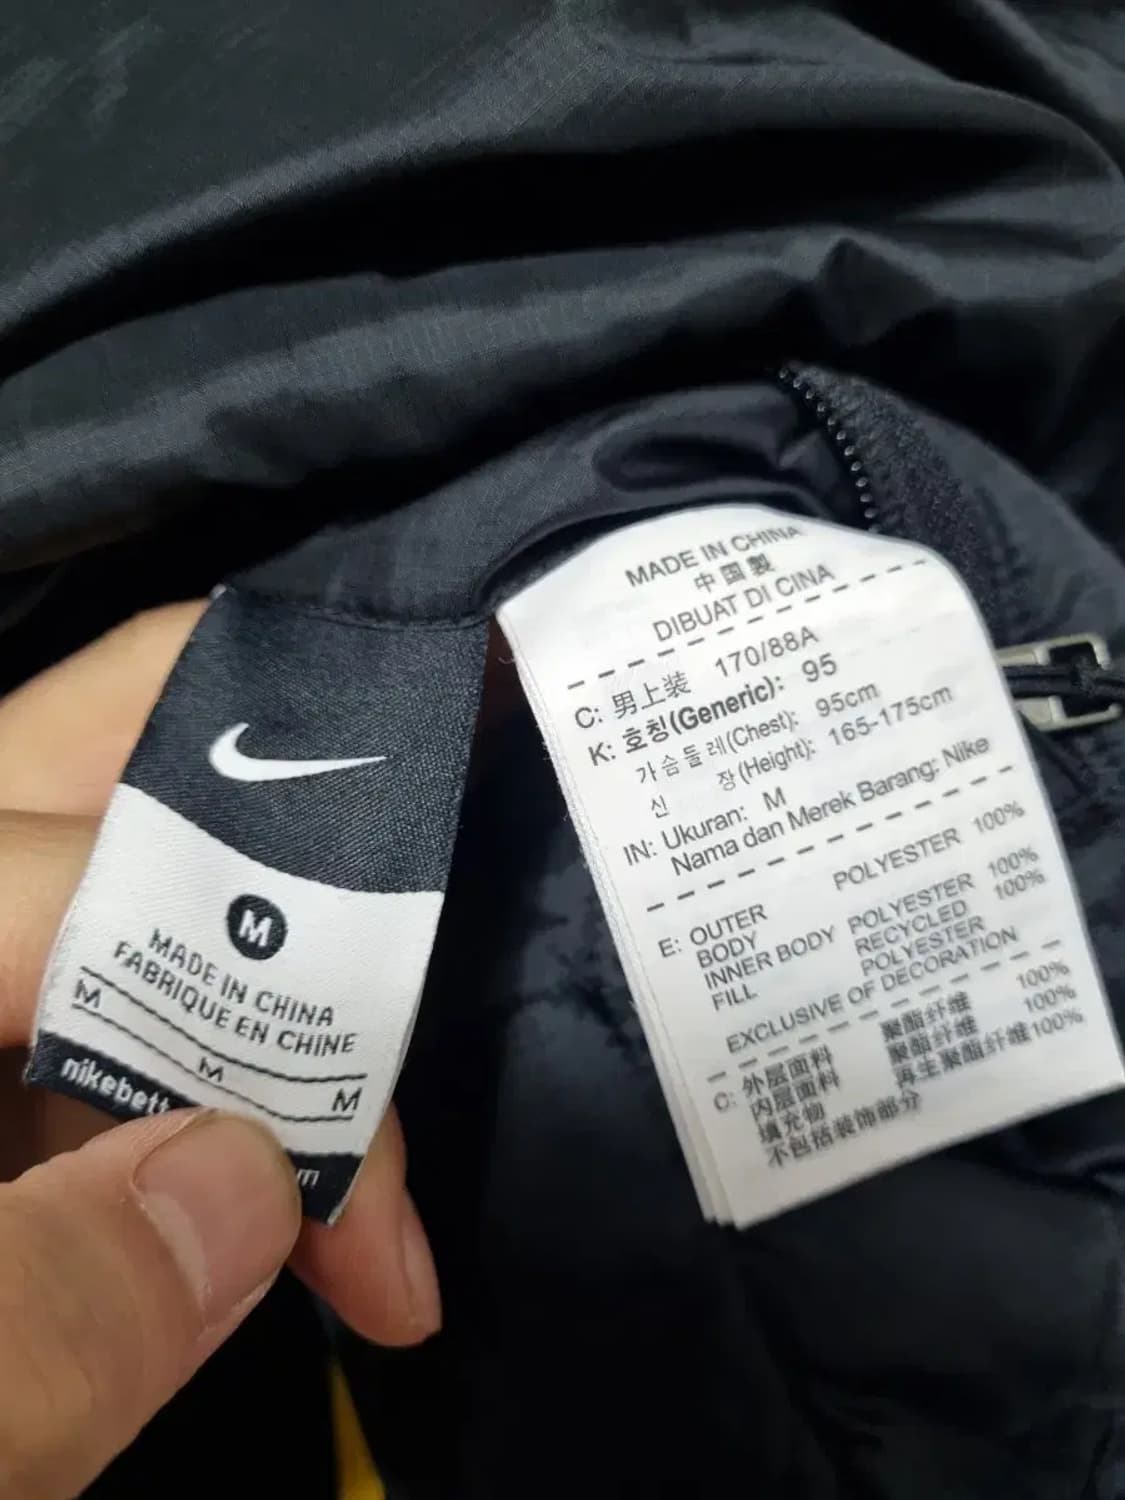 M
MADE IN CHINA
FABRIQUE EN CHINE
M
M
M
nikebett
m
MADE IN CHINA
中国製
DIBUAT DI CINA
C: 男上装 170/88A
K: 호칭(Generic): 95
가슴둘레(Chest): 95cm
신 장(Height): 165-175cm
IN: Ukuran: M
Nama dan Merek Barang: Nike
E: OUTER POLYESTER 100%
BODY
INNER BODY POLYESTER 100%
FILL RECYCLED 100%
POLYESTER
EXCLUSIVE OF DECORATION
C: 外层面料 聚酯纤维 100%
内层面料 聚酯纤维 100%
填充物 再生聚酯纤维100%
不包括装饰部分